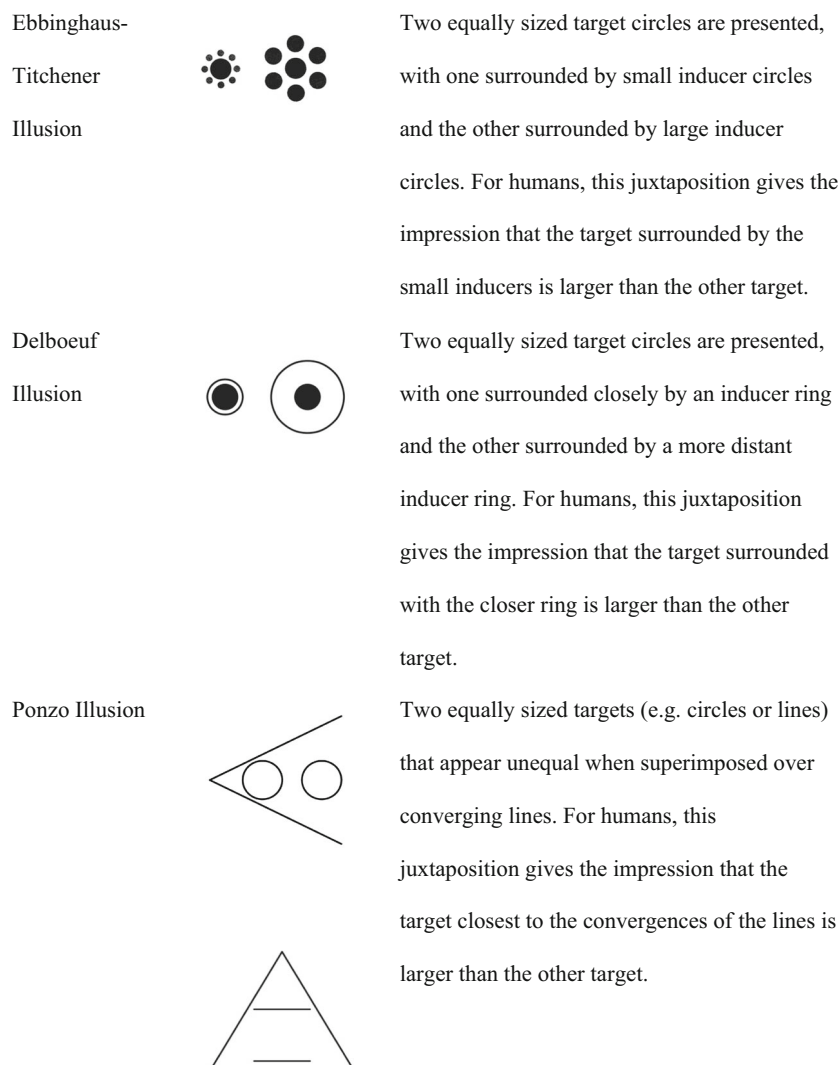 Ebbinghaus-
Titchener
Illusion
Two equally sized target circles are presented,
with one surrounded by small inducer circles
and the other surrounded by large inducer
circles. For humans, this juxtaposition gives the
impression that the target surrounded by the
small inducers is larger than the other target.
Delboeuf
Illusion
Two equally sized target circles are presented,
with one surrounded closely by an inducer ring
and the other surrounded by a more distant
inducer ring. For humans, this juxtaposition
gives the impression that the target surrounded
with the closer ring is larger than the other
target.
Ponzo Illusion
Two equally sized targets (e.g. circles or lines)
that appear unequal when superimposed over
converging lines. For humans, this
juxtaposition gives the impression that the
target closest to the convergences of the lines is
larger than the other target.